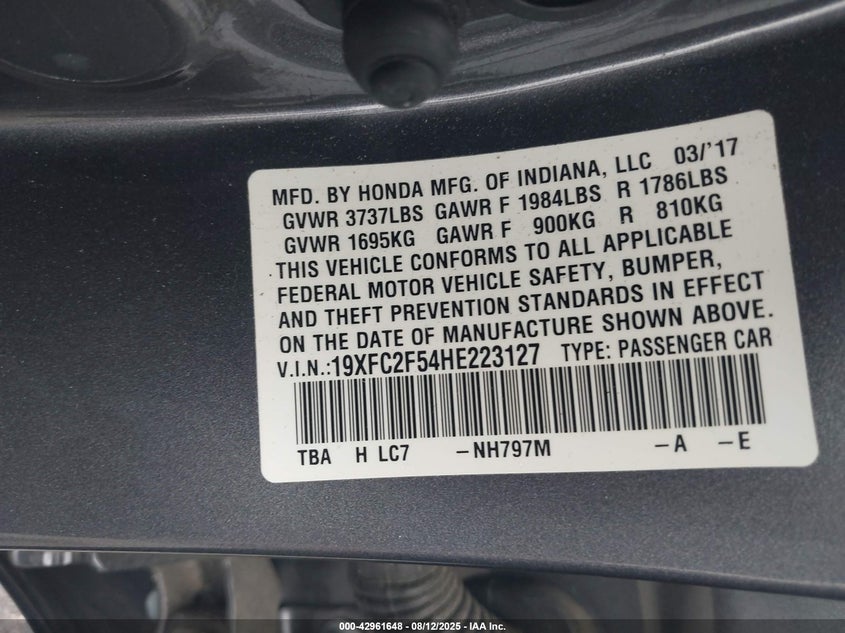 MFD. BY HONDA MFG. OF INDIANA, LLC 03/'17
GVWR 3737LBS GAWR F 1984LBS R 1786LBS
GVWR 1695KG GAWR F 900KG R 810KG
THIS VEHICLE CONFORMS TO ALL APPLICABLE
FEDERAL MOTOR VEHICLE SAFETY, BUMPER,
AND THEFT PREVENTION STANDARDS IN EFFECT
ON THE DATE OF MANUFACTURE SHOWN ABOVE.
V.I.N.:19XFC2F54HE223127 TYPE: PASSENGER CAR
TBA H LC7 -NH797M -A -E
000-42961648 - 08/12/2025 - IAA Inc.